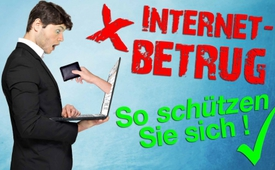 INTERNET-
BETRUG
So schützen
Sie sich!